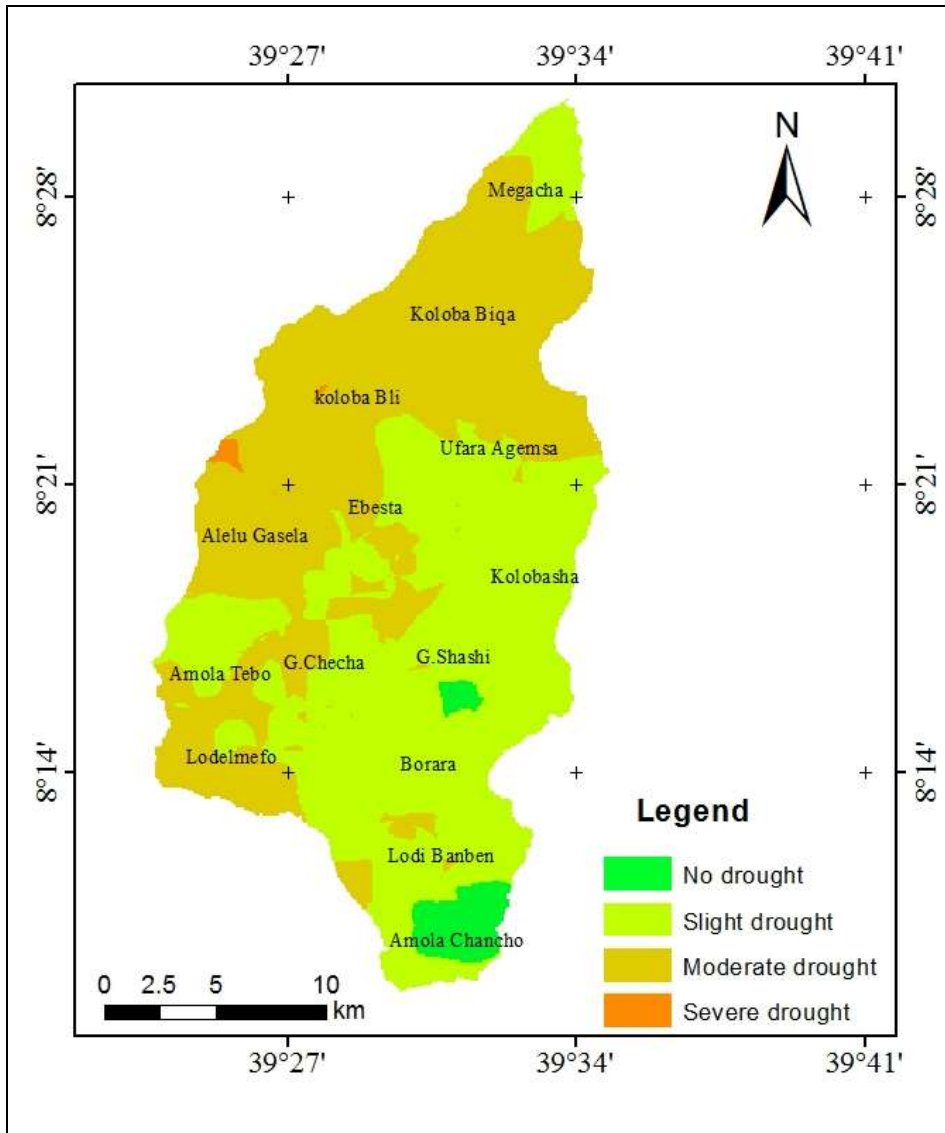 39°27' 39°34' 39°41'
N
8°28' 8°28'
Megacha
Koloba Biqa
koloba Bli
Ufara Agemsa
8°21' 8°21'
Ebesta
Alelu Gasela
Kolobasha
G.Checha G.Shashi
Amola Tebo
Lodelmefo Borara
8°14' 8°14'
Legend
Lodi Banben
No drought
Slight drought
Amola Chancho
Moderate drought
0 2.5 5 10
km
Severe drought
39°27' 39°34' 39°41'